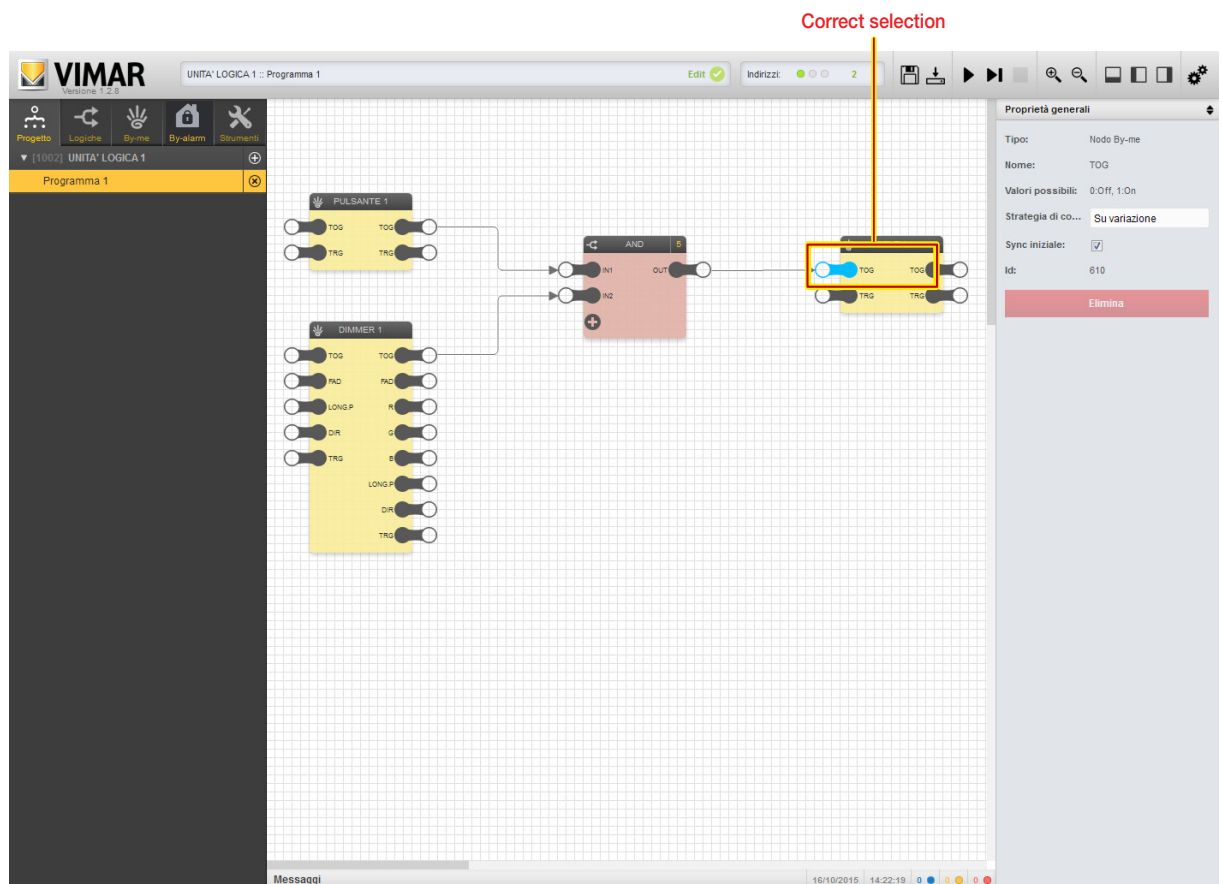 Correct selection
VIMAR
Versione 1.2.8
UNITA' LOGICA 1 :: Programma 1
Edit
Indirizzi:
2
Progetto
Logiche
By-me
By-alarm
Strumenti
[1002] UNITA' LOGICA 1
Programma 1
PULSANTE 1
TOG TOG
TRG TRG
DIMMER 1
TOG TOG
FAD FAD
LONG.P R
DIR G
TRG B
LONG.P
DIR
TRG
AND 5
IN1 OUT
IN2
TOG TOG
TRG TRG
Proprietà generali
Tipo: Nodo By-me
Nome: TOG
Valori possibili: 0:Off, 1:On
Strategia di co... Su variazione
Sync iniziale:
Id: 610
Elimina
Messaggi
16/10/2015 14:22:19 0 0 0